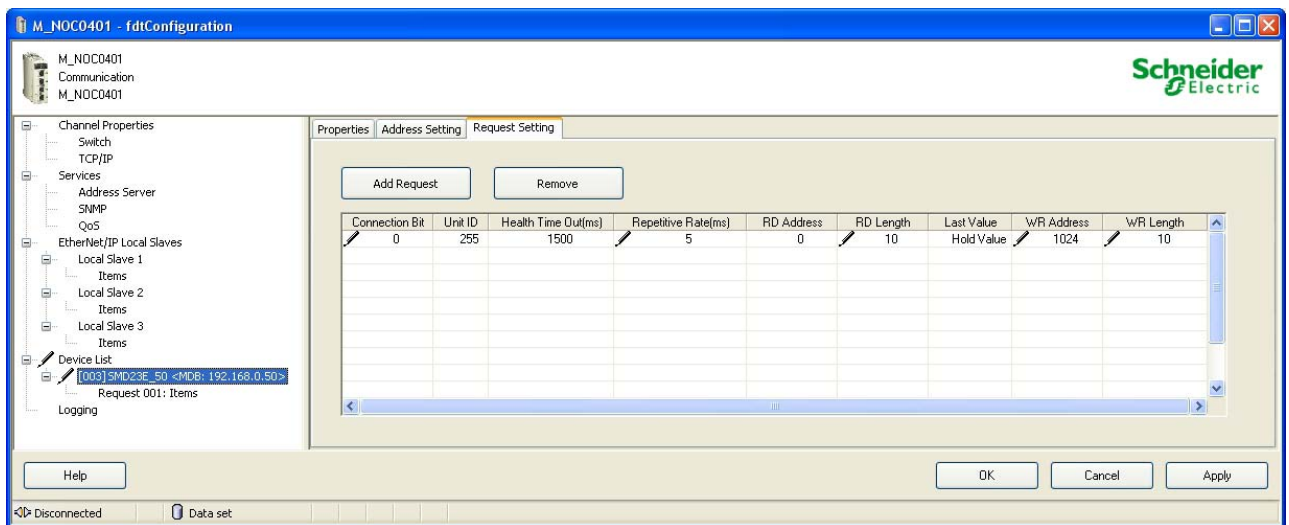 M_NOC0401 - fdtConfiguration
M_NOC0401
Communication
M_NOC0401
Schneider
Electric
Channel Properties
Switch
TCP/IP
Services
Address Server
SNMP
QoS
EtherNet/IP Local Slaves
Local Slave 1
Items
Local Slave 2
Items
Local Slave 3
Items
Device List
[003] SMD23E_50 <MDB: 192.168.0.50>
Request 001: Items
Logging
Properties Address Setting Request Setting
Add Request Remove
Connection Bit Unit ID Health Time Out(ms) Repetitive Rate(ms) RD Address RD Length Last Value WR Address WR Length
0 255 1500 5 0 10 Hold Value 1024 10
Help OK Cancel Apply
Disconnected Data set